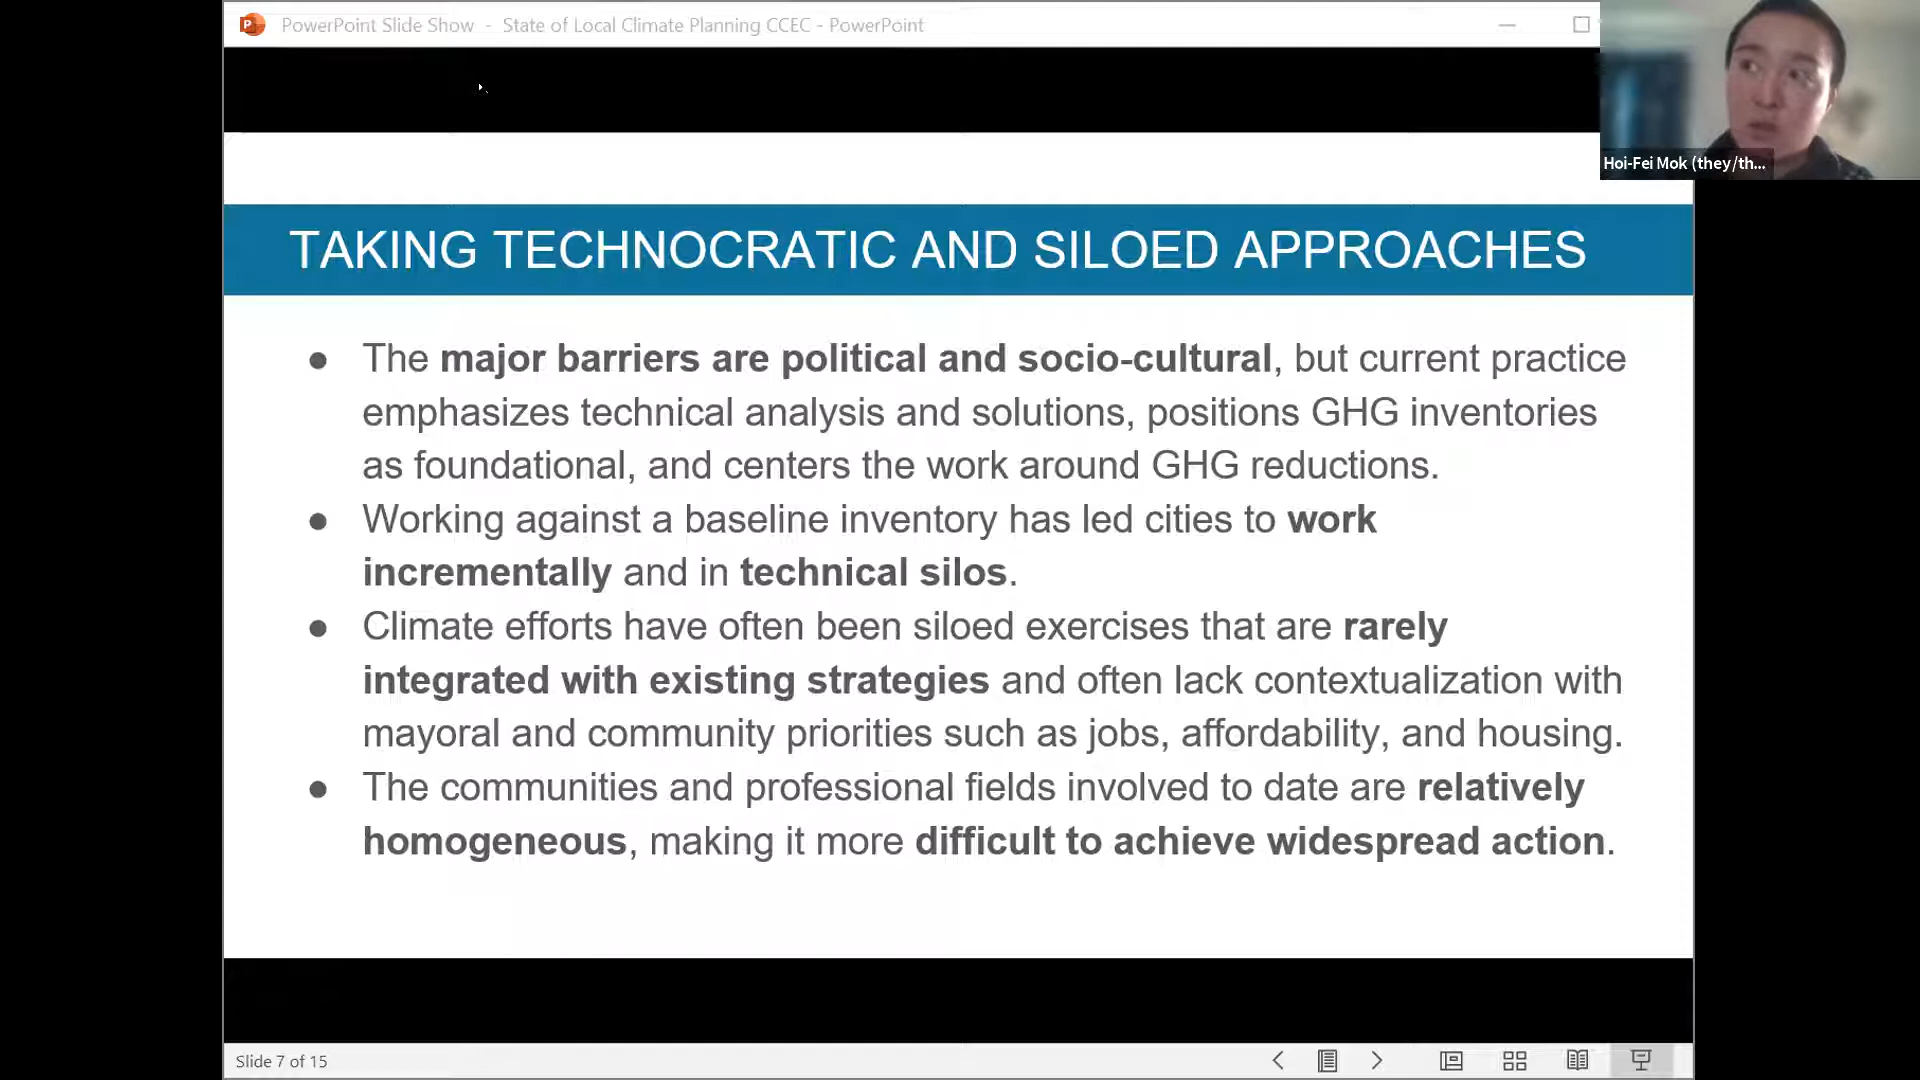 PowerPoint Slide Show - State of Local Climate Planning CCEC - PowerPoint
Hoi-Fei Mok (they/th...
TAKING TECHNOCRATIC AND SILOED APPROACHES
● The major barriers are political and socio-cultural, but current practice
emphasizes technical analysis and solutions, positions GHG inventories
as foundational, and centers the work around GHG reductions.
● Working against a baseline inventory has led cities to work
incrementally and in technical silos.
● Climate efforts have often been siloed exercises that are rarely
integrated with existing strategies and often lack contextualization with
mayoral and community priorities such as jobs, affordability, and housing.
● The communities and professional fields involved to date are relatively
homogeneous, making it more difficult to achieve widespread action.
Slide 7 of 15